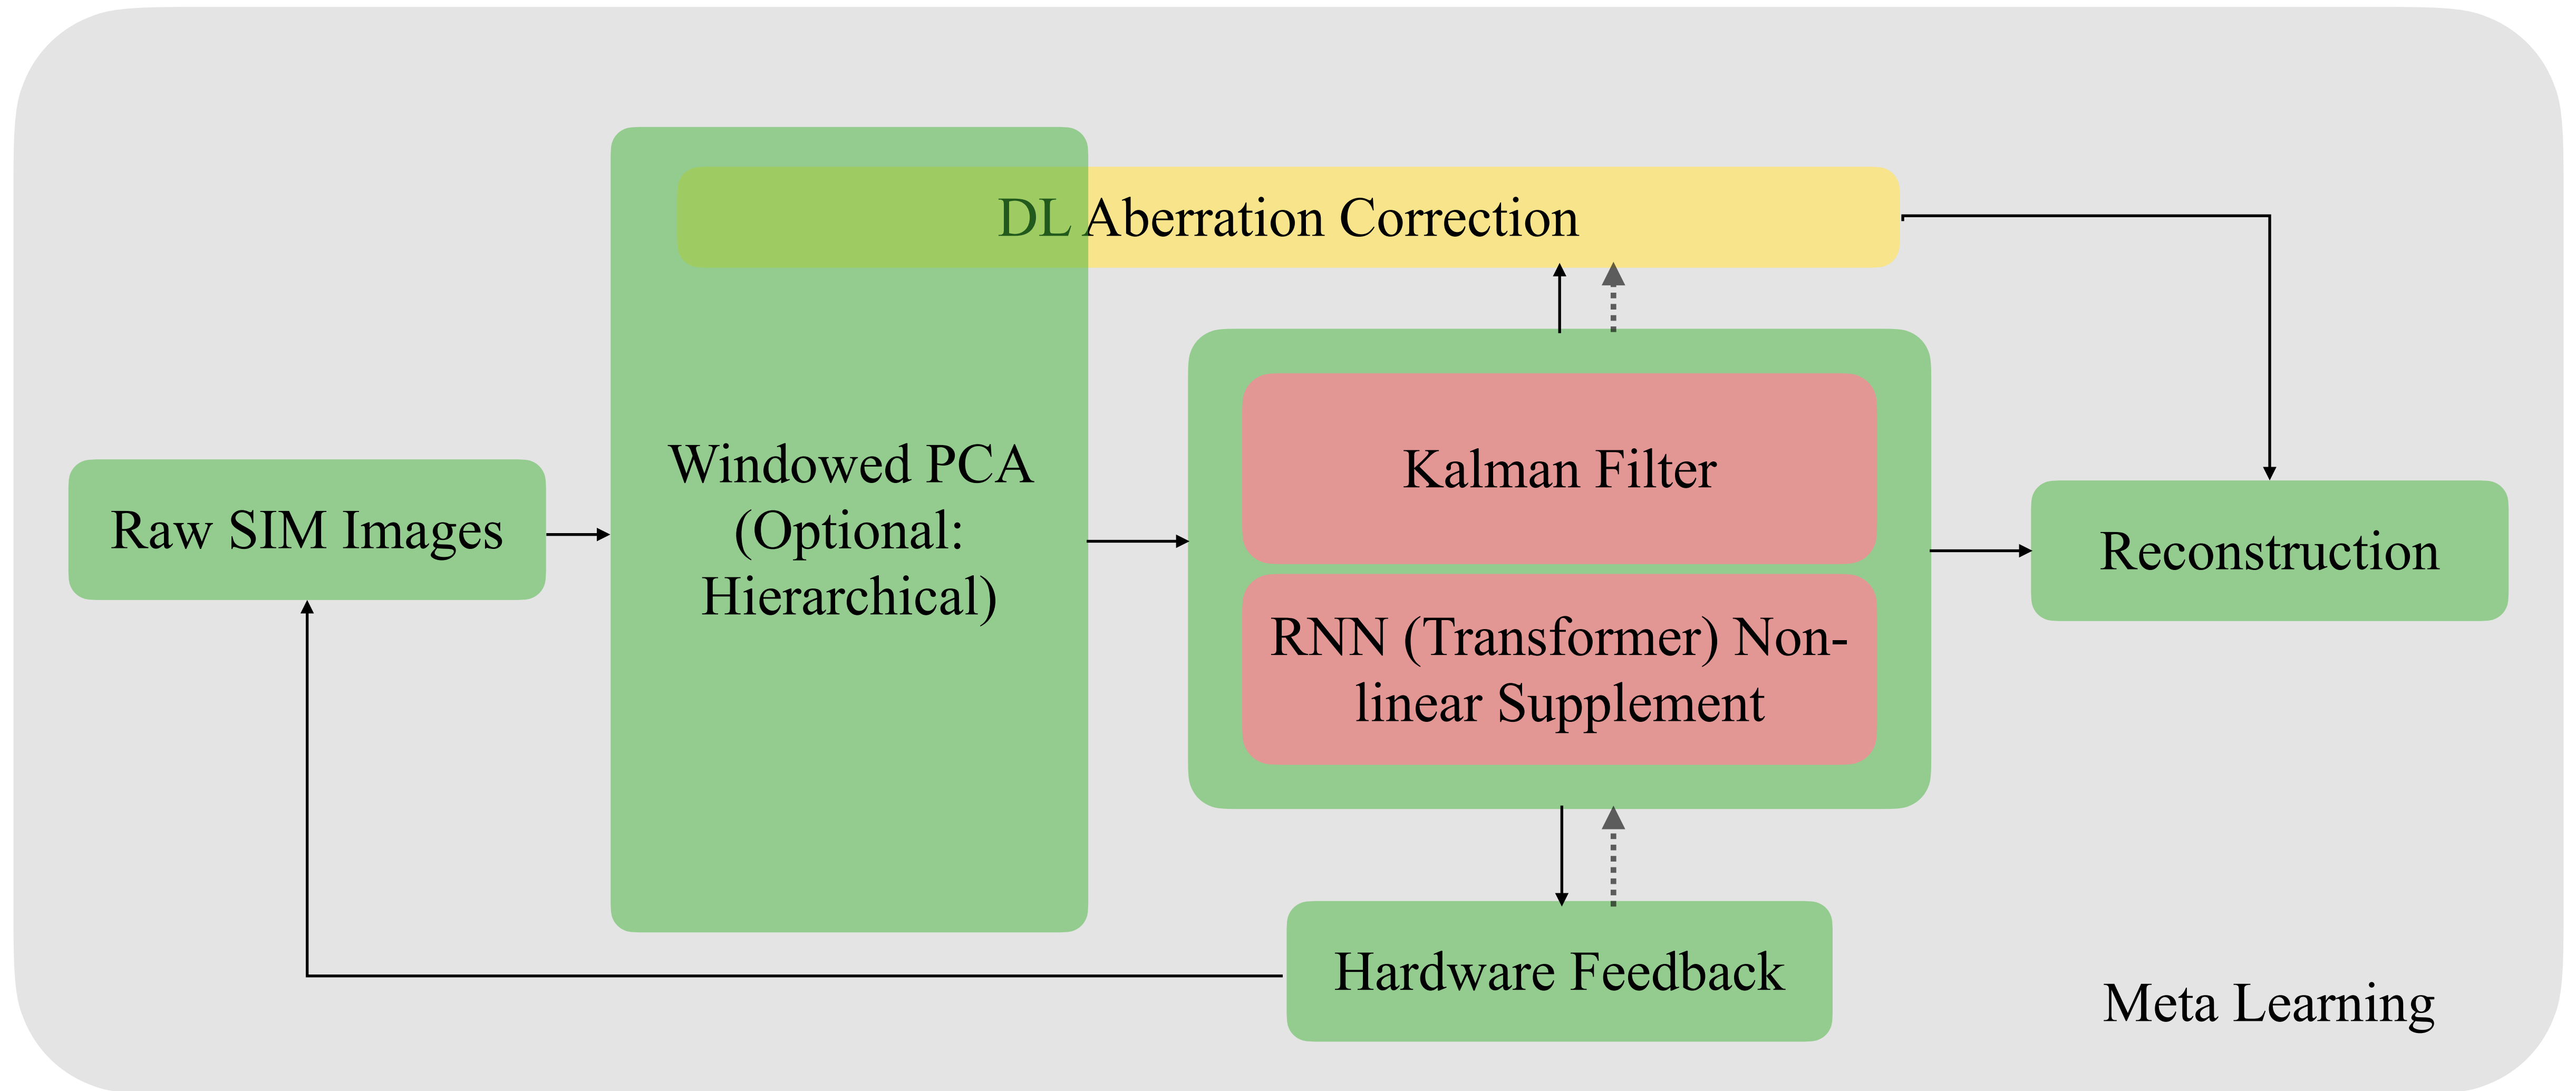 DL Aberration Correction
Raw SIM Images
Windowed PCA
(Optional:
Hierarchical)
Kalman Filter
RNN (Transformer) Non-
linear Supplement
Reconstruction
Hardware Feedback
Meta Learning